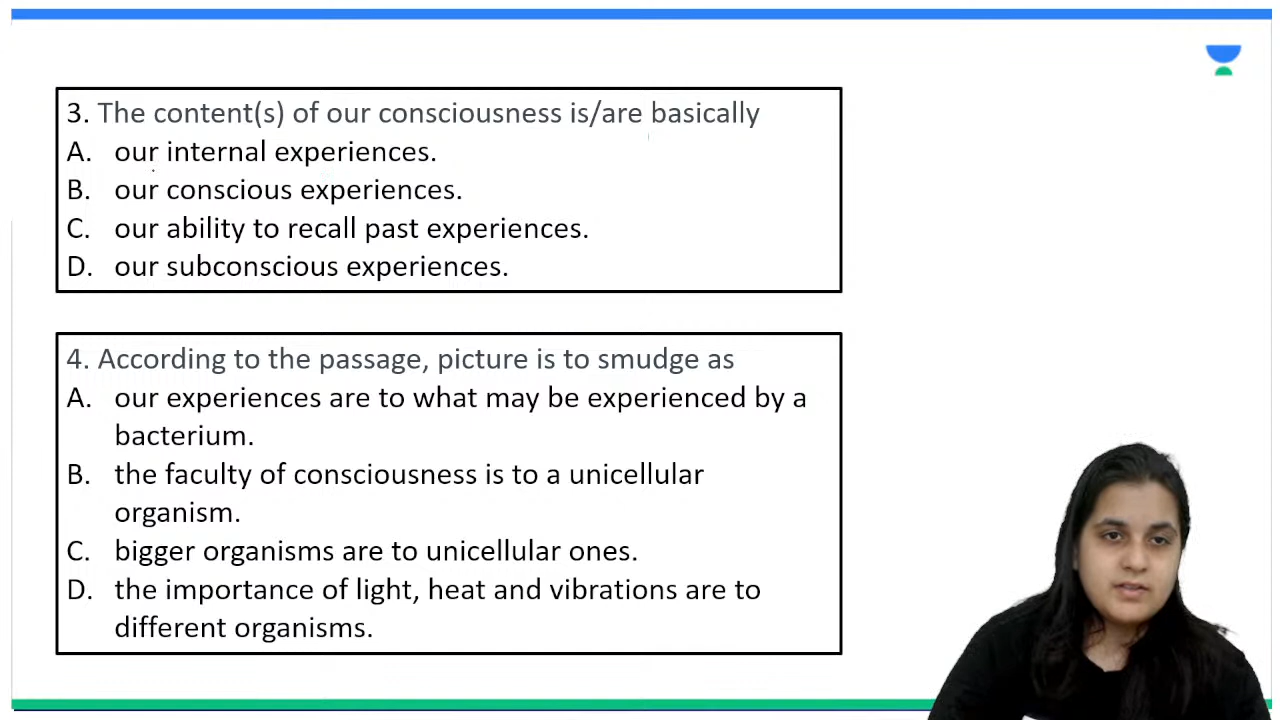 3. The content(s) of our consciousness is/are basically
A. our internal experiences.
B. our conscious experiences.
C. our ability to recall past experiences.
D. our subconscious experiences.
4. According to the passage, picture is to smudge as
A. our experiences are to what may be experienced by a
bacterium.
B. the faculty of consciousness is to a unicellular
organism.
C. bigger organisms are to unicellular ones.
D. the importance of light, heat and vibrations are to
different organisms.